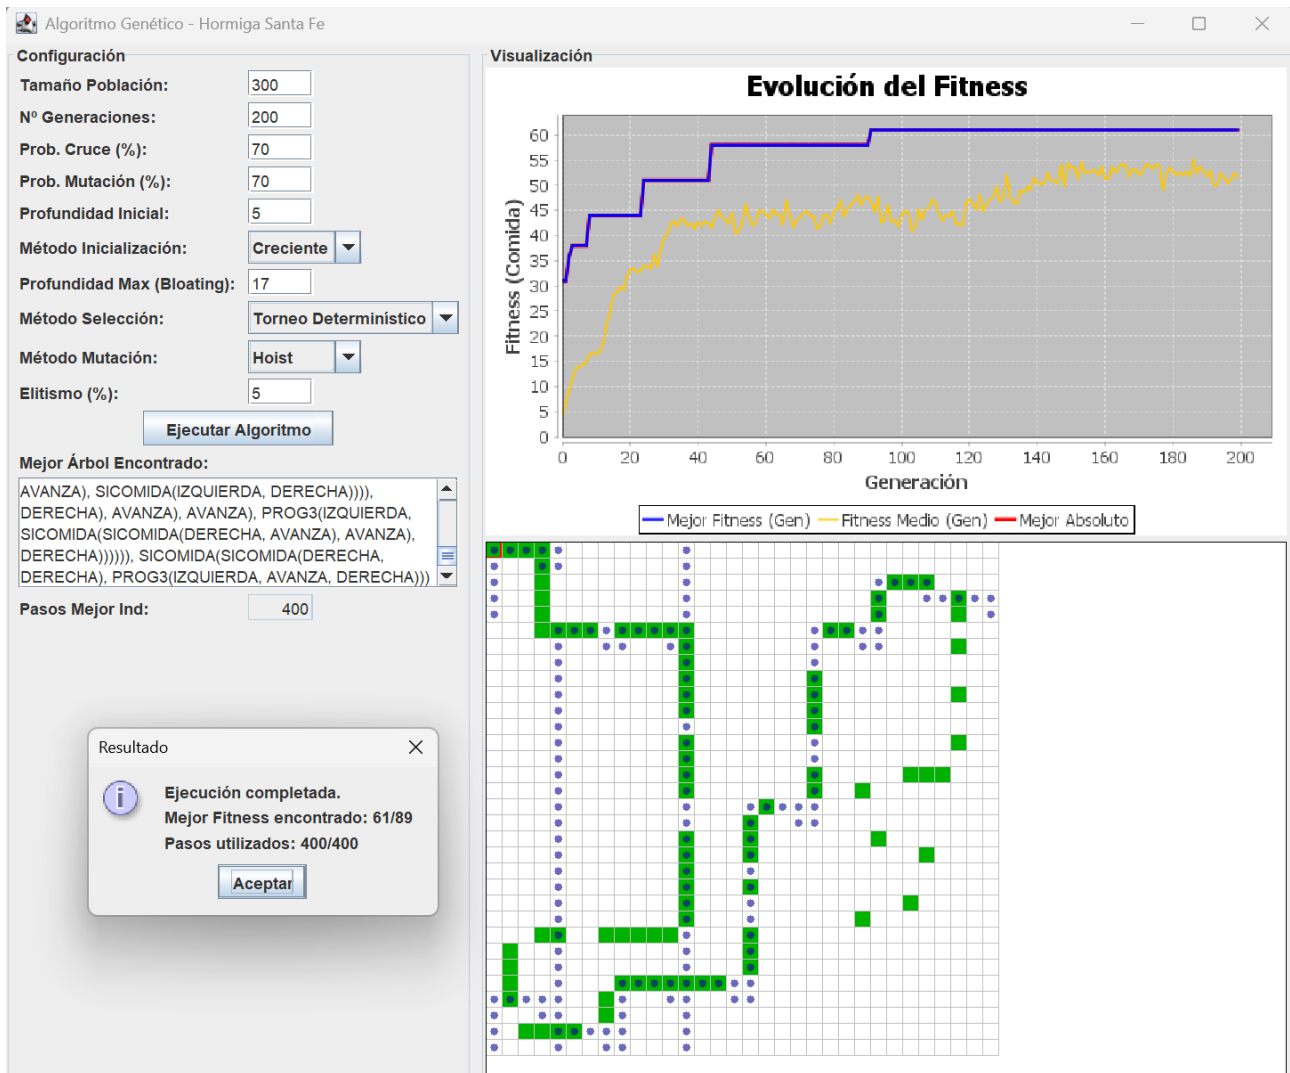 Algoritmo Genético - Hormiga Santa Fe
Configuración
Tamaño Población: 300
Nº Generaciones: 200
Prob. Cruce (%): 70
Prob. Mutación (%): 70
Profundidad Inicial: 5
Método Inicialización: Creciente
Profundidad Max (Bloating): 17
Método Selección: Torneo Determinístico
Método Mutación: Hoist
Elitismo (%): 5
Ejecutar Algoritmo
Mejor Árbol Encontrado:
AVANZA), SICOMIDA(IZQUIERDA, DERECHA)))),
DERECHA), AVANZA), AVANZA), PROG3(IZQUIERDA,
SICOMIDA(SICOMIDA(DERECHA, AVANZA), AVANZA),
DERECHA)))))), SICOMIDA(SICOMIDA(DERECHA,
DERECHA), PROG3(IZQUIERDA, AVANZA, DERECHA)))
Pasos Mejor Ind: 400
Resultado
Ejecución completada.
Mejor Fitness encontrado: 61/89
Pasos utilizados: 400/400
Aceptar
Visualización
Evolución del Fitness
Fitness (Comida)
60
55
50
45
40
35
30
25
20
15
10
5
0
0 20 40 60 80 100 120 140 160 180 200
Generación
Mejor Fitness (Gen) Fitness Medio (Gen) Mejor Absoluto